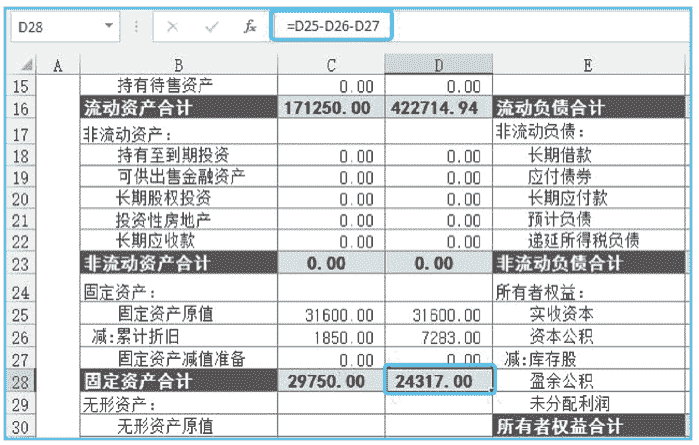 D28 fx =D25-D26-D27
A B C D E
15 持有待售资产 0.00 0.00
16 流动资产合计 171250.00 422714.94 流动负债合计
17 非流动资产: 非流动负债:
18 持有至到期投资 0.00 0.00 长期借款
19 可供出售金融资产 0.00 0.00 应付债券
20 长期股权投资 0.00 0.00 长期应付款
21 投资性房地产 0.00 0.00 预计负债
22 长期应收款 0.00 0.00 递延所得税负债
23 非流动资产合计 0.00 0.00 非流动负债合计
24 固定资产: 所有者权益:
25 固定资产原值 31600.00 31600.00 实收资本
26 减:累计折旧 1850.00 7283.00 资本公积
27 固定资产减值准备 0.00 0.00 减:库存股
28 固定资产合计 29750.00 24317.00 盈余公积
29 无形资产: 未分配利润
30 无形资产原值 所有者权益合计